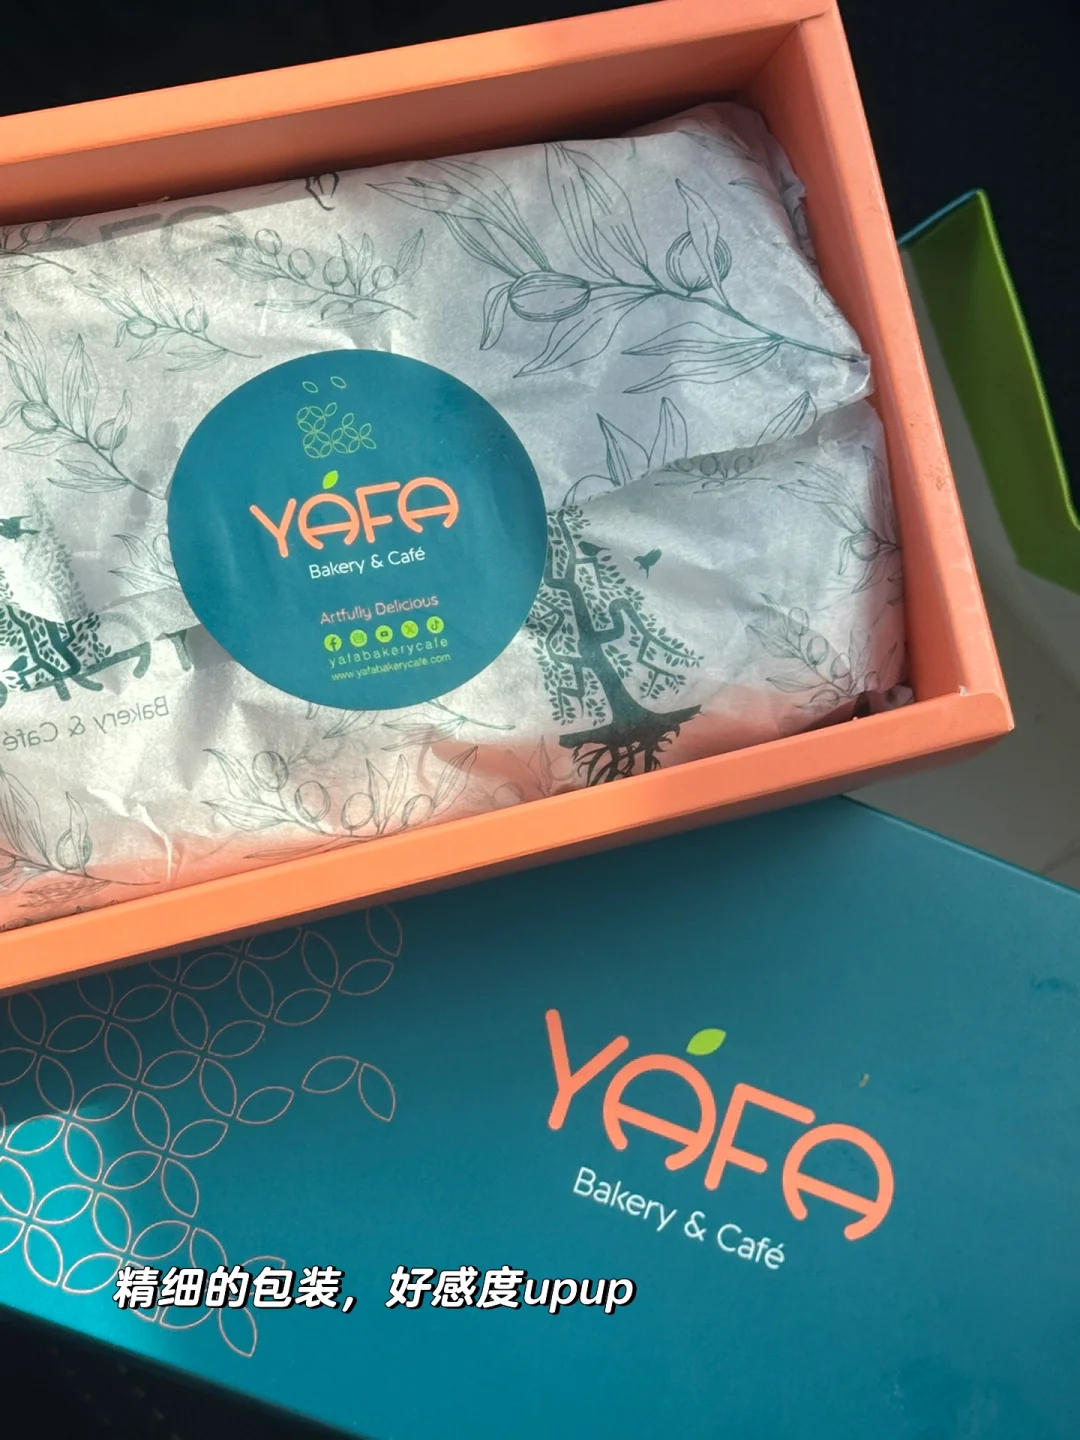 YAFA
Bakery & Café
Artfully Delicious
yafabakerycafe
www.yafabakerycafe.com
Bakery & Café
YAFA
Bakery & Café
精细的包装，好感度upup